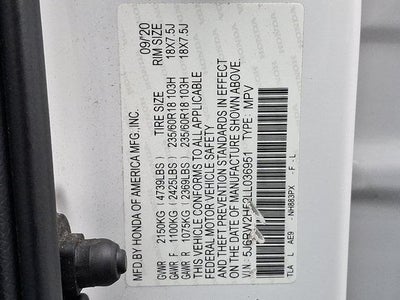 MFD. BY HONDA OF AMERICA MFG., INC. 09/20
TIRE SIZE RIM SIZE
GVWR 2150KG (4739LBS)
GAWR F 1100KG (2425LBS) 235/60R18 103H 18X7.5J
GAWR R 1075KG (2369LBS) 235/60R18 103H 18X7.5J
THIS VEHICLE CONFORMS TO ALL APPLICABLE
FEDERAL MOTOR VEHICLE SAFETY
AND THEFT PREVENTION STANDARDS IN EFFECT
ON THE DATE OF MANUFACTURE SHOWN ABOVE.
V.I.N.: TYPE: MPV
TLA L AE9 -NH883PX F - L